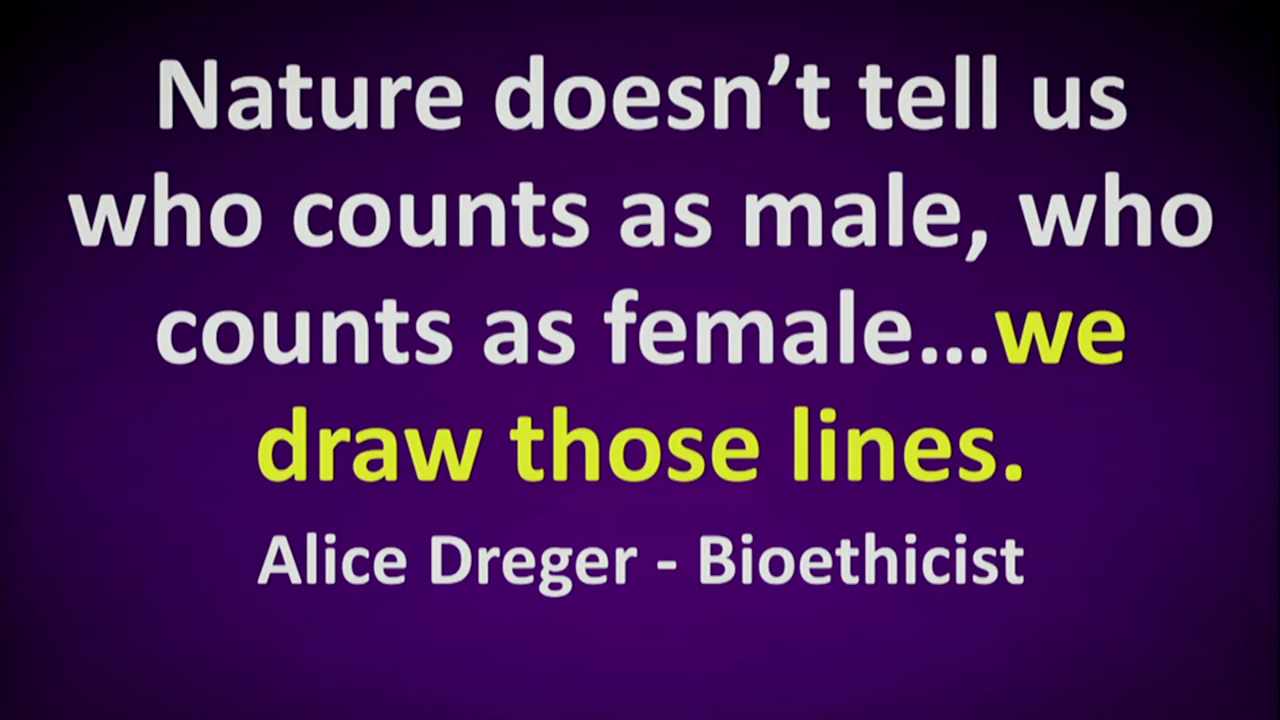 Nature doesn’t tell us
who counts as male, who
counts as female...we
draw those lines.
Alice Dreger - Bioethicist